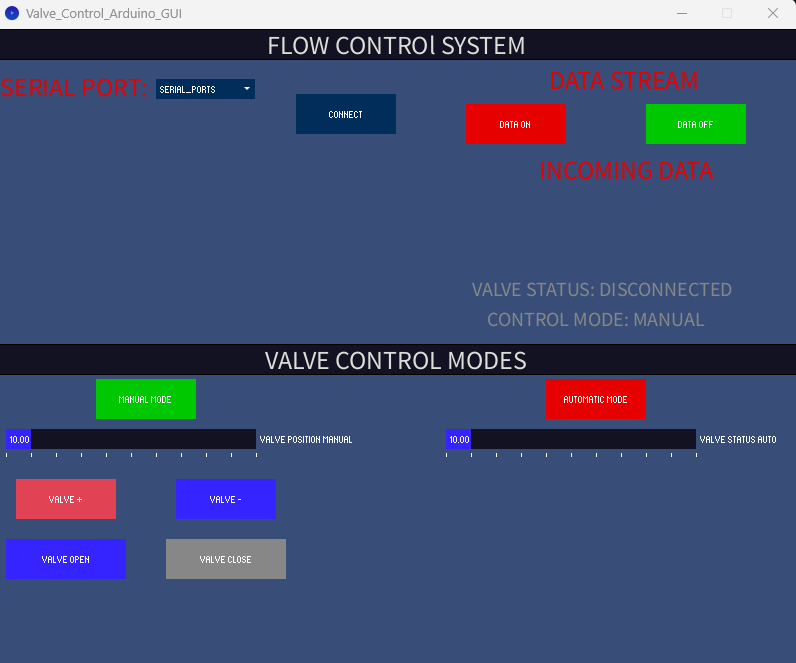 Valve_Control_Arduino_GUI
FLOW CONTROl SYSTEM
SERIAL PORT:
SERIAL_PORTS
CONNECT
DATA STREAM
DATA ON
DATA OFF
INCOMING DATA
VALVE STATUS: DISCONNECTED
CONTROL MODE: MANUAL
VALVE CONTROL MODES
MANUAL MODE
AUTOMATIC MODE
10.00
VALVE POSITION MANUAL
10.00
VALVE STATUS AUTO
VALVE +
VALVE -
VALVE OPEN
VALVE CLOSE